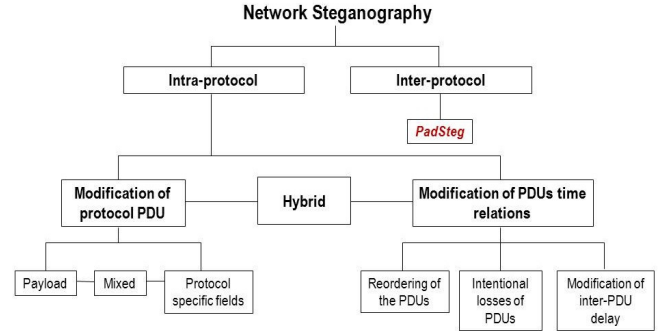 Network Steganography
Intra-protocol
Inter-protocol
PadSteg
Modification of
protocol PDU
Hybrid
Modification of PDUs time
relations
Payload
Mixed
Protocol
specific fields
Reordering of
the PDUs
Intentional
losses of
PDUs
Modification of
inter-PDU
delay